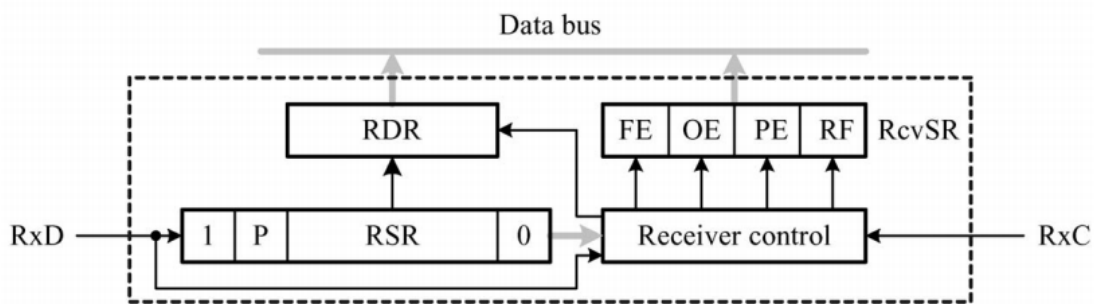 Data bus
RDR FE OE PE RF RcvSR
RxD 1 P RSR 0 Receiver control RxC